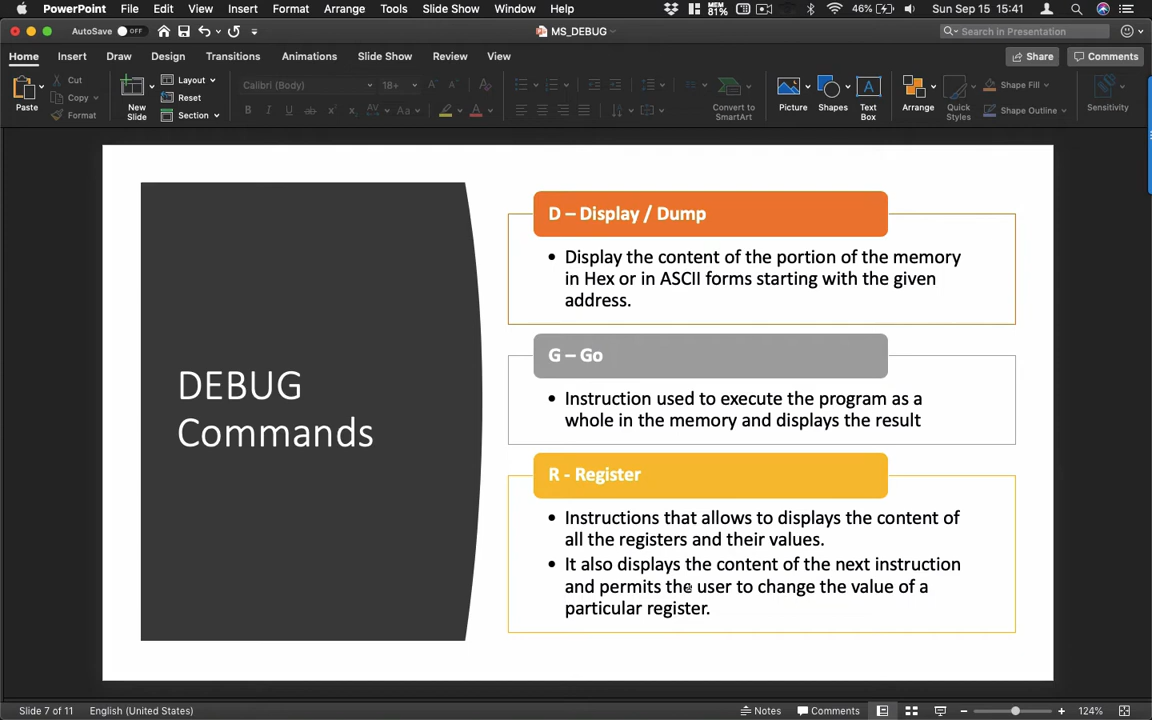 PowerPoint File Edit View Insert Format Arrange Tools Slide Show Window Help MEM 81% 46% Sun Sep 15 15:41
AutoSave OFF MS_DEBUG Search in Presentation
Home Insert Draw Design Transitions Animations Slide Show Review View Share Comments
Paste Cut Copy Format New Slide Layout Reset Section Calibri (Body) 18+ Convert to SmartArt Picture Shapes Text Box Arrange Quick Styles Shape Fill Shape Outline Sensitivity
DEBUG
Commands
D – Display / Dump
• Display the content of the portion of the memory
in Hex or in ASCII forms starting with the given
address.
G – Go
• Instruction used to execute the program as a
whole in the memory and displays the result
R - Register
• Instructions that allows to displays the content of
all the registers and their values.
• It also displays the content of the next instruction
and permits the user to change the value of a
particular register.
Slide 7 of 11 English (United States) Notes Comments 124%